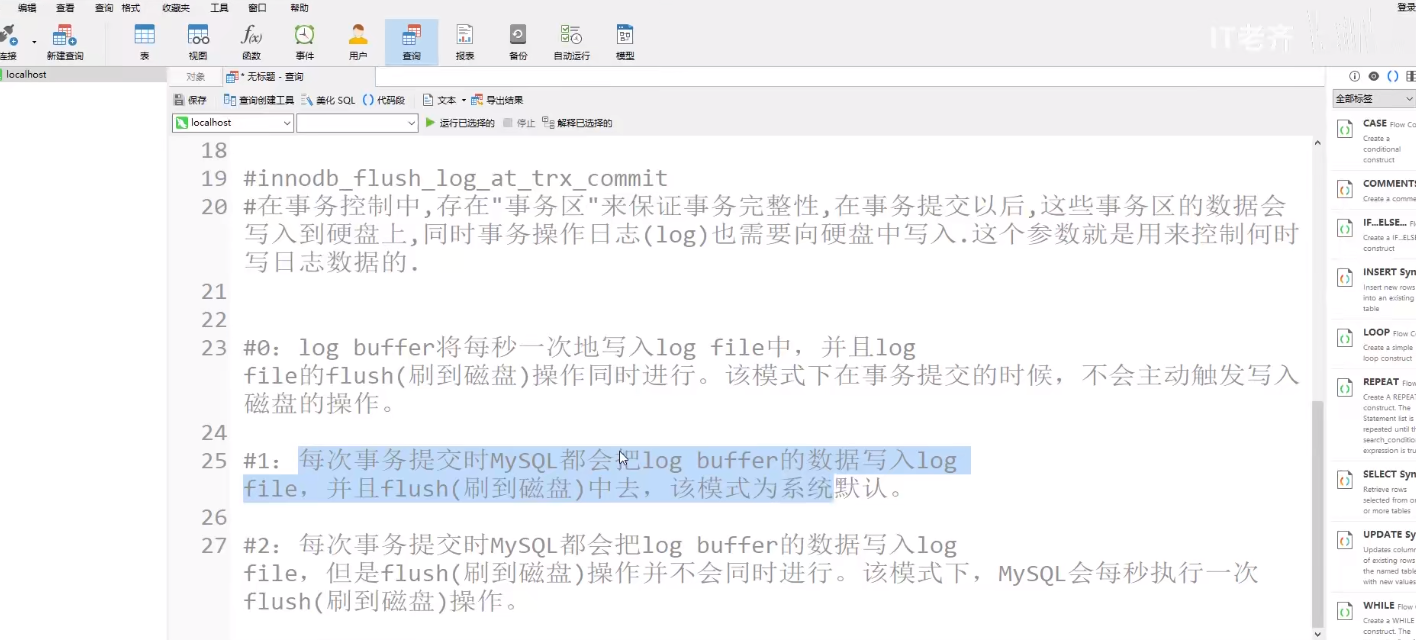 编辑 查看 查询 格式 收藏夹 工具 窗口 帮助 登录
连接 新建查询 表 视图 函数 事件 用户 查询 报表 备份 自动运行 模型
IT老齐
localhost
对象 * 无标题 - 查询
保存 查询创建工具 美化 SQL () 代码段 文本 导出结果
localhost 运行已选择的 停止 解释已选择的
18
19 #innodb_flush_log_at_trx_commit
20 #在事务控制中,存在"事务区"来保证事务完整性,在事务提交以后,这些事务区的数据会
写入到硬盘上,同时事务操作日志(log)也需要向硬盘中写入.这个参数就是用来控制何时
写日志数据的.
21
22
23 #0：log buffer将每秒一次地写入log file中，并且log
file的flush(刷到磁盘)操作同时进行。该模式下在事务提交的时候，不会主动触发写入
磁盘的操作。
24
25 #1：每次事务提交时MySQL都会把log buffer的数据写入log
file，并且flush(刷到磁盘)中去，该模式为系统默认。
26
27 #2：每次事务提交时MySQL都会把log buffer的数据写入log
file，但是flush(刷到磁盘)操作并不会同时进行。该模式下，MySQL会每秒执行一次
flush(刷到磁盘)操作。
全部标签
CASE Flow Co
Create a
conditional
construct
COMMENTS
Create a comme
IF...ELSE... Fl
Create a IF...ELSE
construct
INSERT Syn
Insert new rows
into an existing
table
LOOP Flow C
Create a simple
loop construct
REPEAT Flow
Create A REPEAT
construct. The
Statement list is
repeated until th
search_conditio
expression is tru
SELECT Syn
Retrieve rows
selected from or
or more tables
UPDATE Sy
Updates column
of existing rows
the named table
with new values
WHILE Flow
Create a WHILE
construct. The